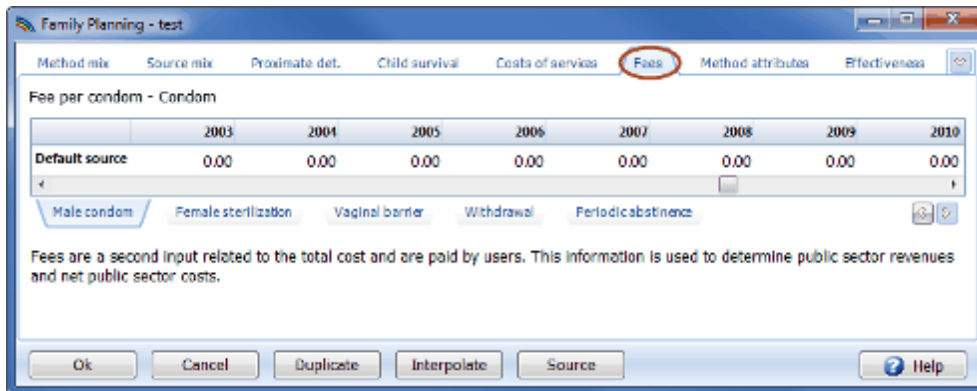 Family Planning - test
Method mix Source mix Proximate det. Child survival Costs of services Fees Method attributes Effectiveness
Fee per condom - Condom
2003 2004 2005 2006 2007 2008 2009 2010
Default source 0.00 0.00 0.00 0.00 0.00 0.00 0.00 0.00
Male condom Female sterilization Vaginal barrier Withdrawal Periodic abstinence
Fees are a second input related to the total cost and are paid by users. This information is used to determine public sector revenues
and net public sector costs.
Ok Cancel Duplicate Interpolate Source Help